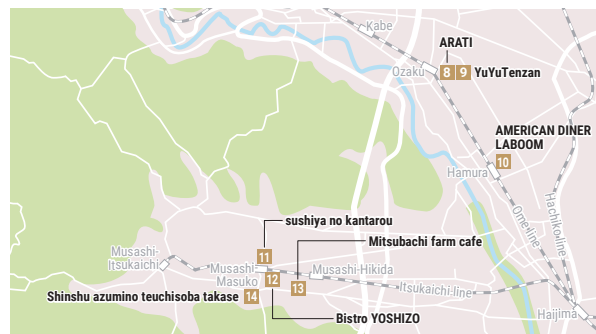 Kabe
ARATI
Ozaku
8
9
YuYuTenzan
AMERICAN DINER
LABOOM
10
Hamura
Ome-line
Hachiko-line
sushiya no kantarou
Mitsubachi farm cafe
11
Musashi-
Itsukaichi
Musashi-
Masuko
12
13
Musashi-Hikida
Itsukaichi-line
Shinshu azumino teuchisoba takase
14
Bistro YOSHIZO
Haijima